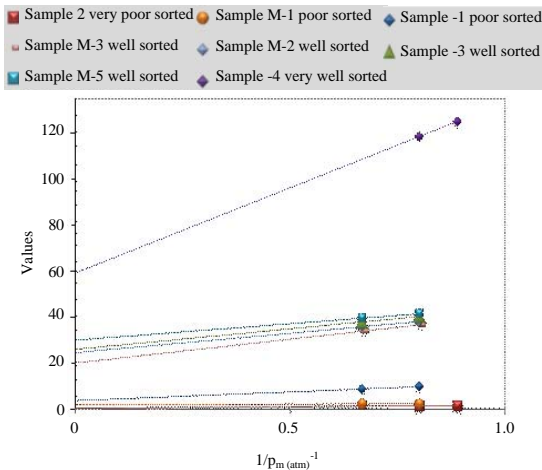 Sample 2 very poor sorted Sample M-1 poor sorted Sample -1 poor sorted
Sample M-3 well sorted Sample M-2 well sorted Sample -3 well sorted
Sample M-5 well sorted Sample -4 very well sorted
120
100
80
60
40
20
0
Values
0 0.5 1.0
1/pm (atm)-1